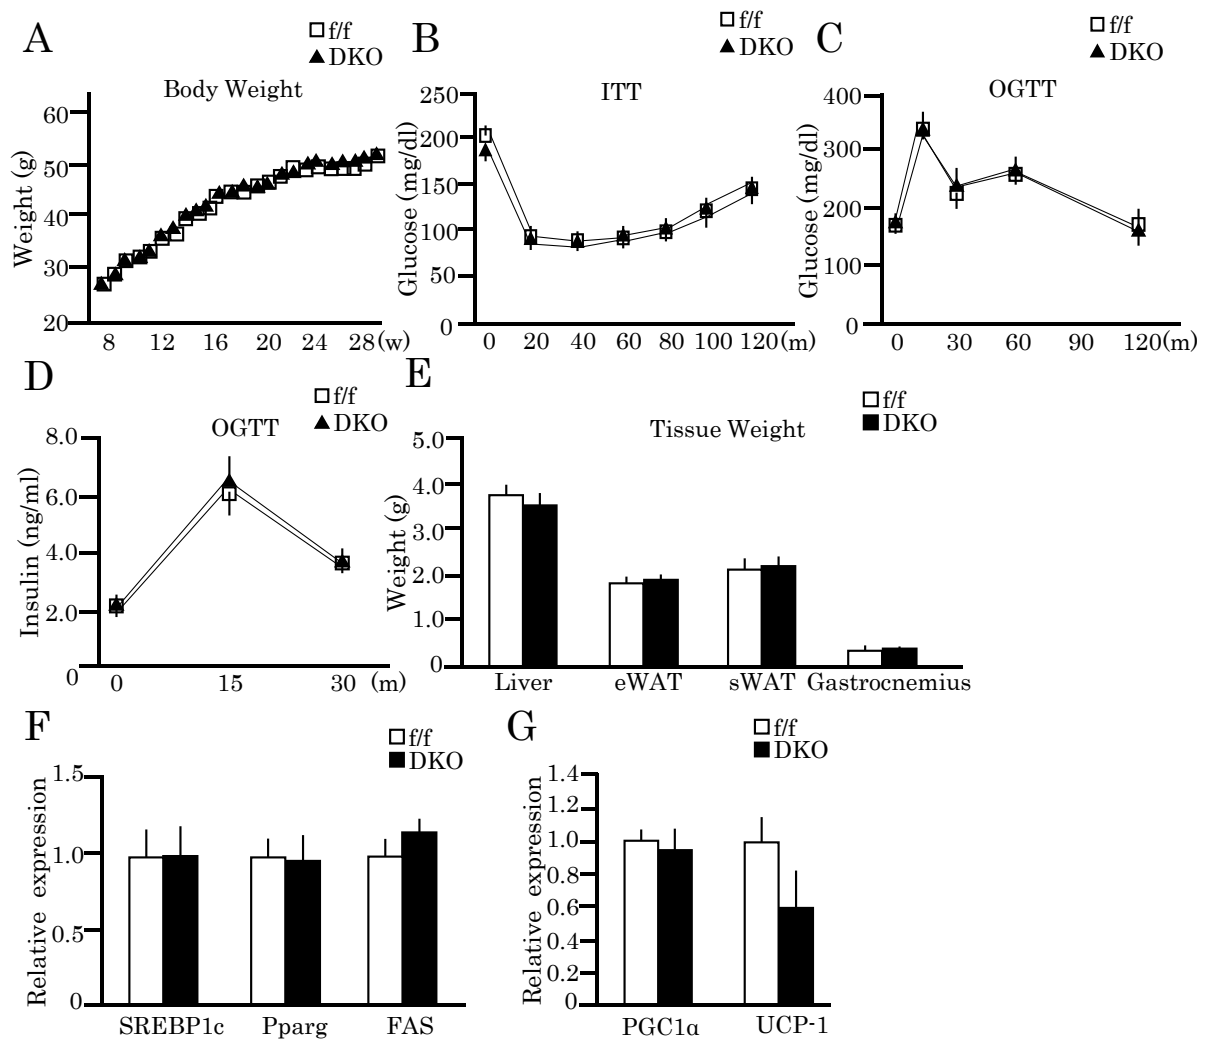 A
f/f
DKO
Body Weight
Weight (g)
60
50
40
30
20
8 12 16 20 24 28 (w)
B
f/f
DKO
ITT
Glucose (mg/dl)
250
200
150
100
50
0
0 20 40 60 80 100 120(m)
C
f/f
DKO
OGTT
Glucose (mg/dl)
400
300
200
100
0
0 30 60 90 120(m)
D
f/f
DKO
OGTT
Insulin (ng/ml)
8.0
6.0
4.0
2.0
0
0 15 30 (m)
E
f/f
DKO
Tissue Weight
Weight (g)
5.0
4.0
3.0
2.0
1.0
0
Liver eWAT sWAT Gastrocnemius
F
f/f
DKO
Relative expression
1.5
1.0
0.5
0
SREBP1c Pparg FAS
G
f/f
DKO
Relative expression
1.4
1.2
1.0
0.8
0.6
0.4
0.2
0
PGC1α UCP-1